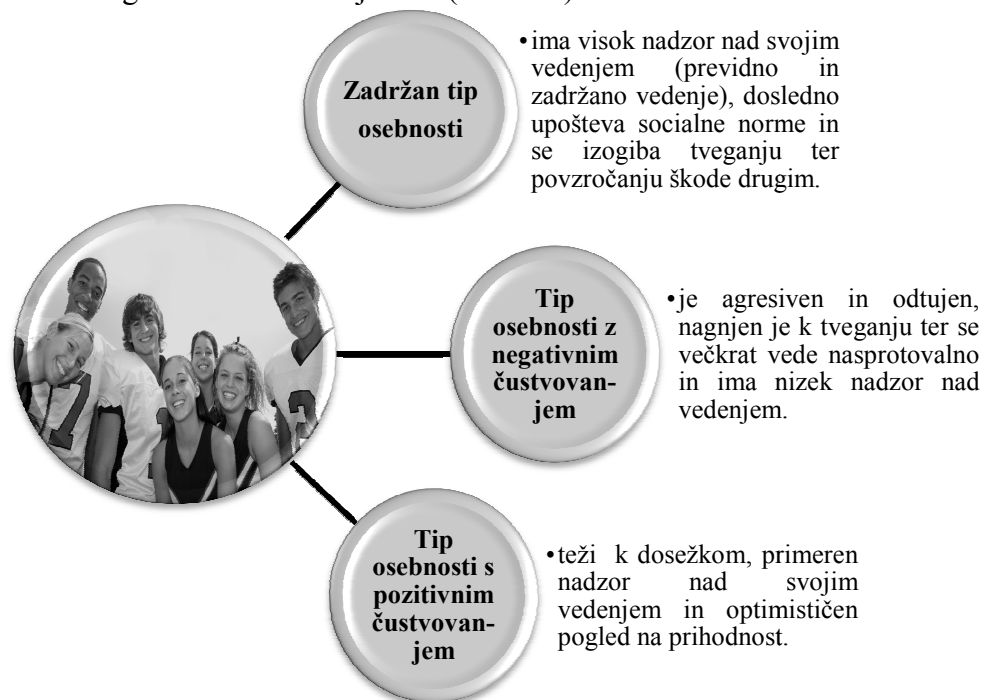 Zadržan tip
osebnosti
•ima visok nadzor nad svojim
vedenjem (previdno in
zadržano vedenje), dosledno
upošteva socialne norme in
se izogiba tveganju ter
povzročanju škode drugim.
Tip
osebnosti z
negativnim
čustvovan-
jem
•je agresiven in odtujen,
nagnjen je k tveganju ter se
večkrat vede nasprotovalno
in ima nizek nadzor nad
vedenjem.
Tip
osebnosti s
pozitivnim
čustvovan-
jem
•teži k dosežkom, primeren
nadzor nad svojim
vedenjem in optimističen
pogled na prihodnost.